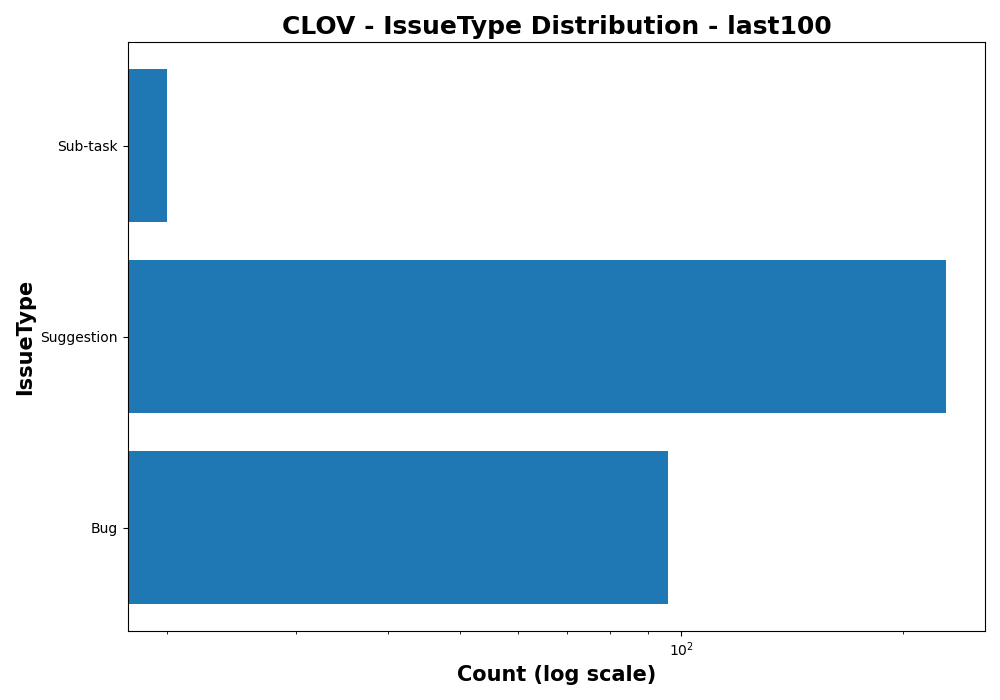 CLOV - IssueType Distribution - last100
Sub-task
Suggestion
Bug
IssueType
10²
Count (log scale)